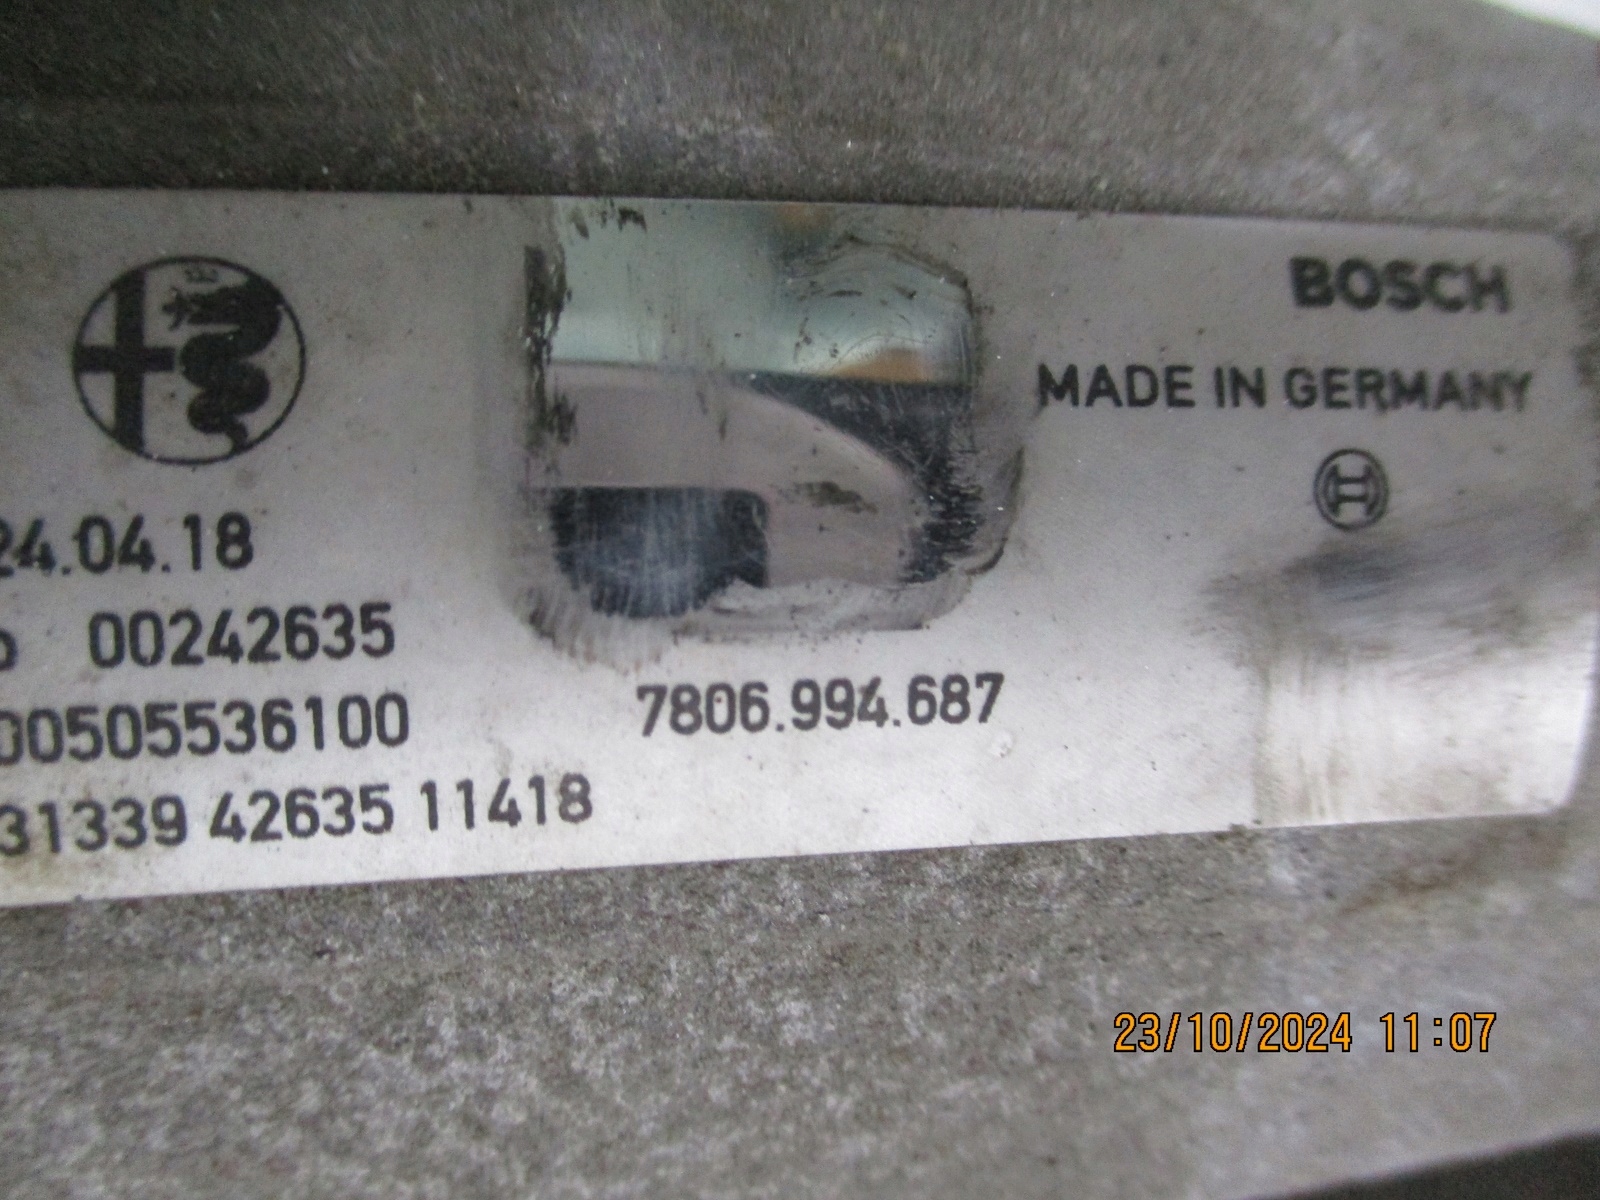 BOSCH
MADE IN GERMANY
24.04.18
00242635
00505536100
7806.994.687
31339 42635 11418
23/10/2024 11:07